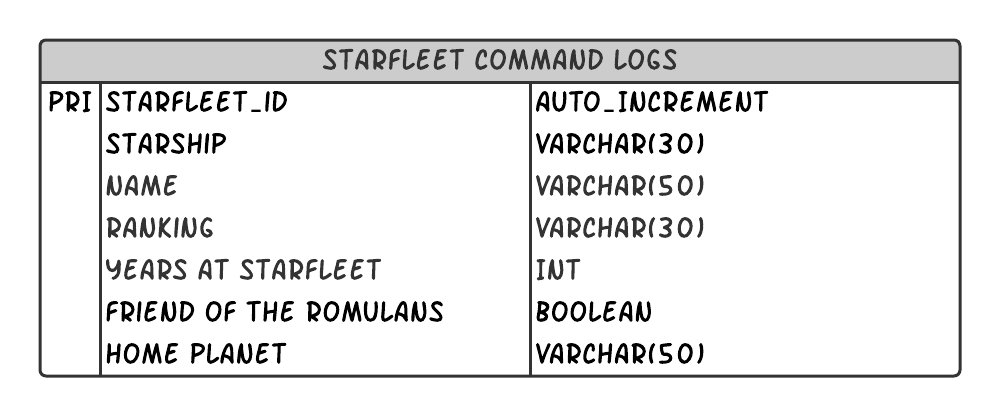 STARFLEET COMMAND LOGS
PRI STARFLEET_ID AUTO_INCREMENT
STARSHIP VARCHAR(30)
NAME VARCHAR(50)
RANKING VARCHAR(30)
YEARS AT STARFLEET INT
FRIEND OF THE ROMULANS BOOLEAN
HOME PLANET VARCHAR(50)